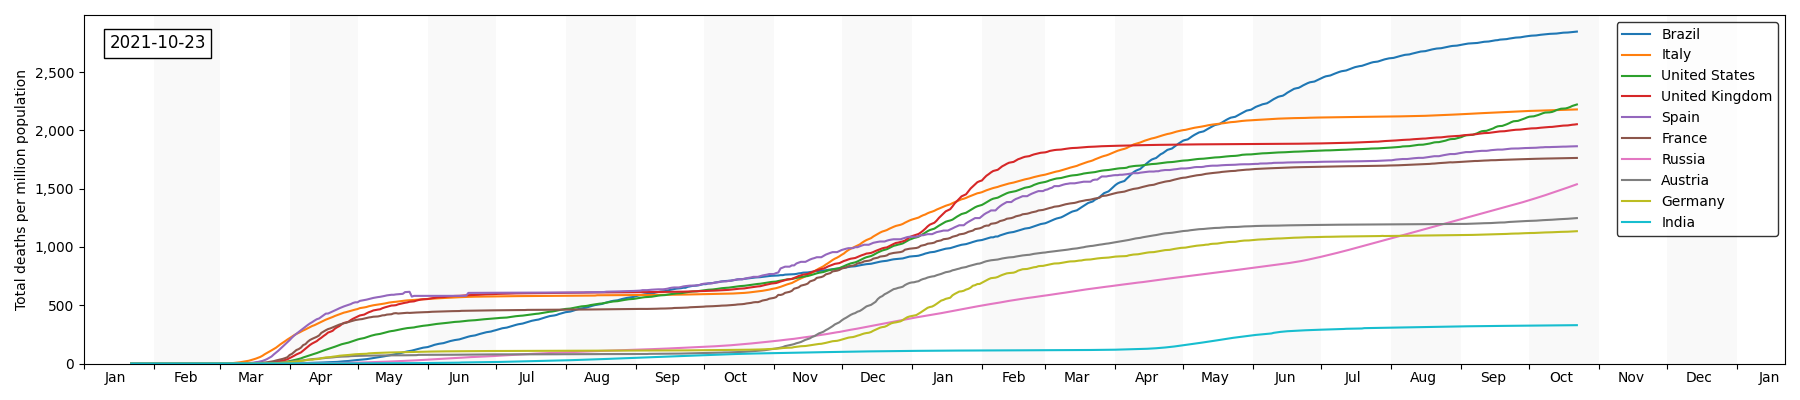 2021-10-23
Total deaths per million population
2,500
2,000
1,500
1,000
500
0
Jan Feb Mar Apr May Jun Jul Aug Sep Oct Nov Dec Jan Feb Mar Apr May Jun Jul Aug Sep Oct Nov Dec Jan
Brazil
Italy
United States
United Kingdom
Spain
France
Russia
Austria
Germany
India